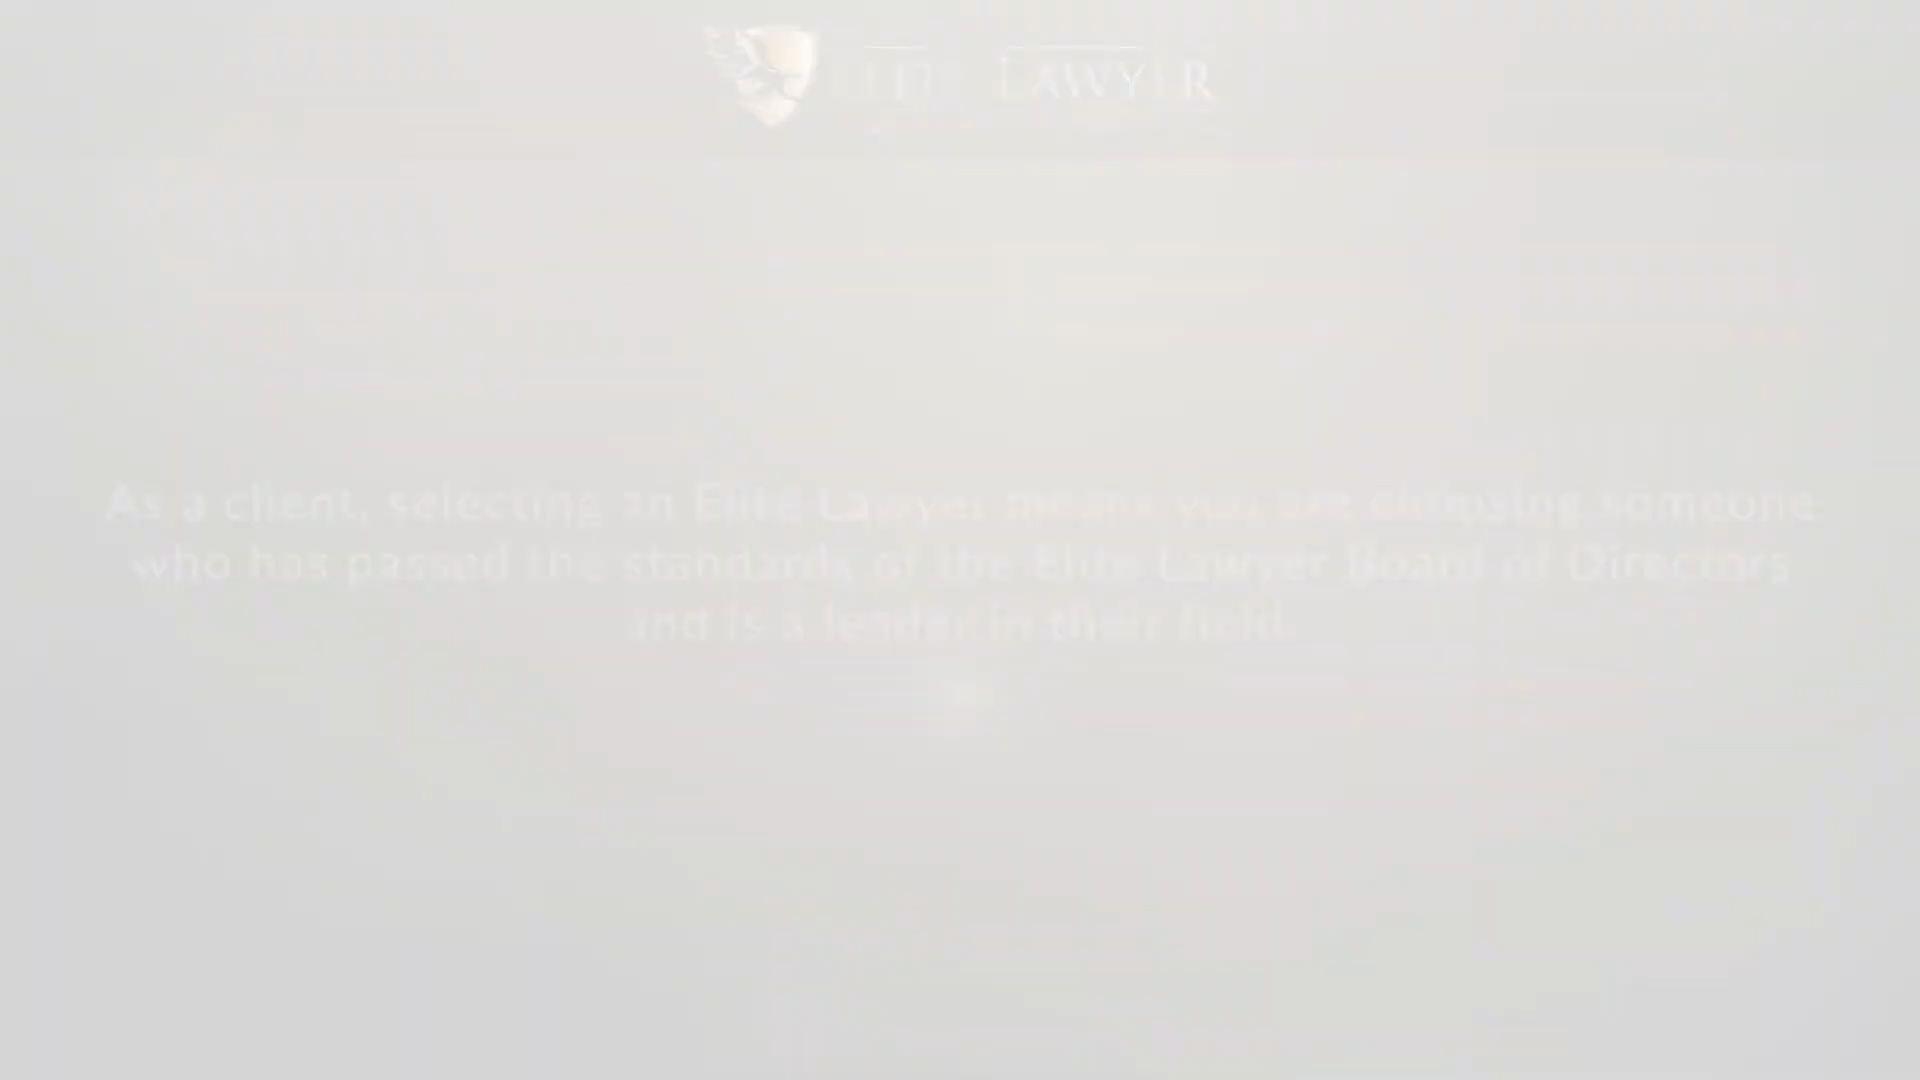 ELITE LAWYER
As a client, selecting an Elite Lawyer means you are choosing someone
who has passed the standards of the Elite Lawyer Board of Directors
and is a leader in their field.